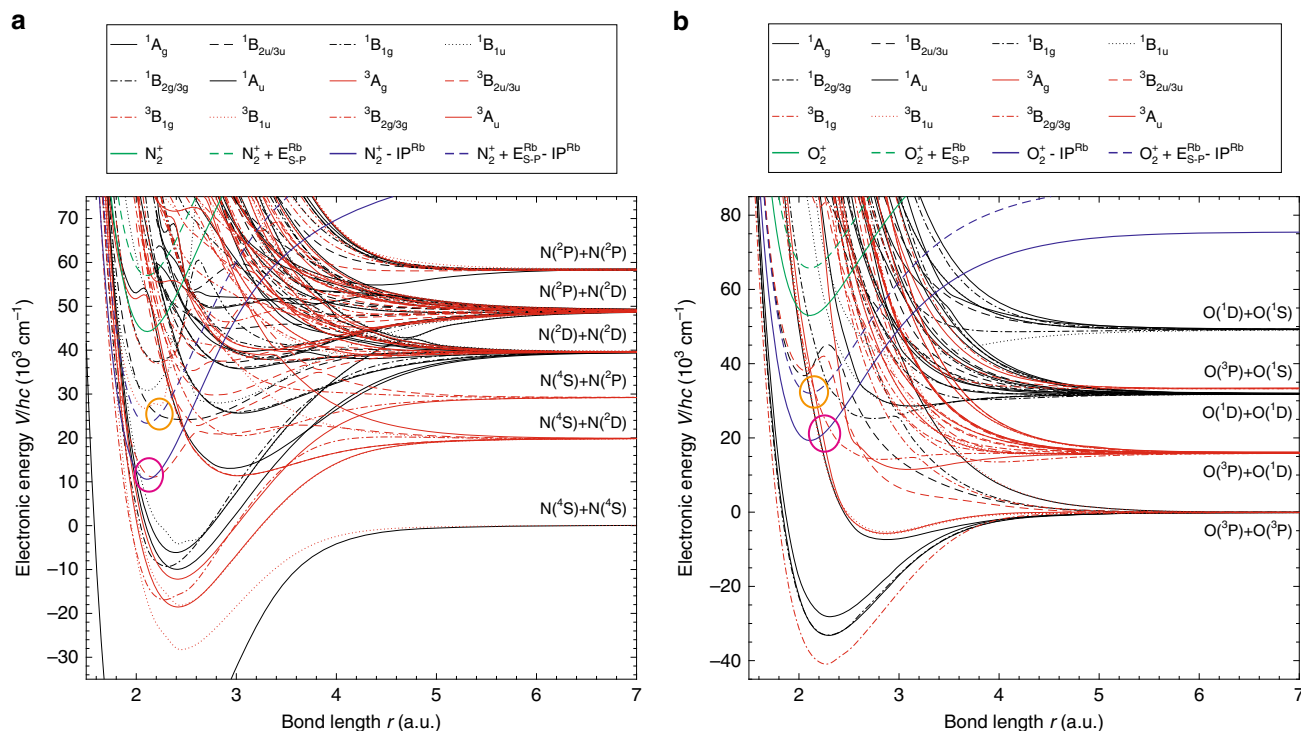 a
¹A_g ¹B_2u/3u ¹B_1g ¹B_1u
¹B_2g/3g ¹A_u ³A_g ³B_2u/3u
³B_1g ³B_1u ³B_2g/3g ³A_u
N₂⁺ N₂⁺ + E_S-P^Rb N₂⁺ - IP^Rb N₂⁺ + E_S-P^Rb - IP^Rb
70
60
50
40
30
20
10
0
−10
−20
−30
Electronic energy V/hc (10³ cm⁻¹)
N(²P)+N(²P)
N(²P)+N(²D)
N(²D)+N(²D)
N(⁴S)+N(²P)
N(⁴S)+N(²D)
N(⁴S)+N(⁴S)
2 3 4 5 6 7
Bond length r (a.u.)
b
¹A_g ¹B_2u/3u ¹B_1g ¹B_1u
¹B_2g/3g ¹A_u ³A_g ³B_2u/3u
³B_1g ³B_1u ³B_2g/3g ³A_u
O₂⁺ O₂⁺ + E_S-P^Rb O₂⁺ - IP^Rb O₂⁺ + E_S-P^Rb - IP^Rb
80
60
40
20
0
−20
−40
Electronic energy V/hc (10³ cm⁻¹)
O(¹D)+O(¹S)
O(³P)+O(¹S)
O(¹D)+O(¹D)
O(³P)+O(¹D)
O(³P)+O(³P)
2 3 4 5 6 7
Bond length r (a.u.)